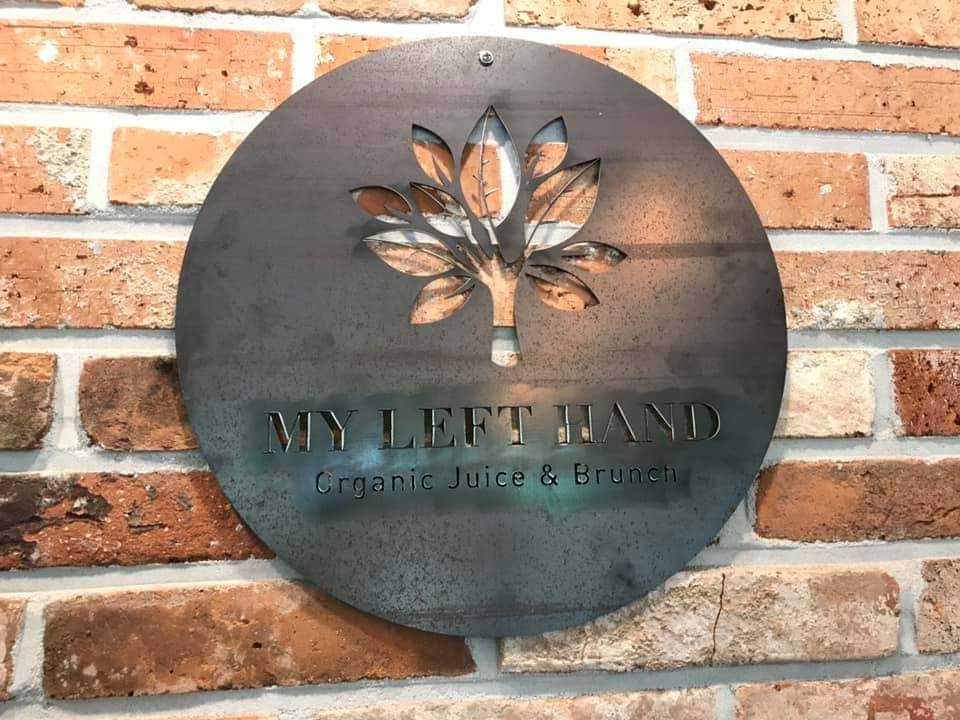 MY LEFT HAND
Organic Juice & Brunch